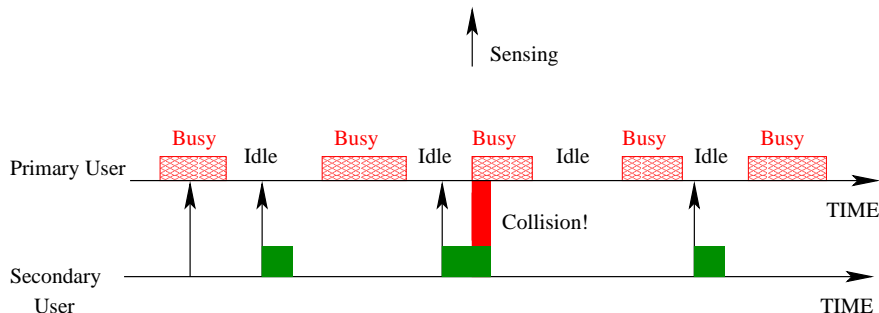 Sensing
Busy Busy Busy Busy Busy
Idle Idle Idle Idle
Primary User
TIME
Collision!
Secondary
User
TIME